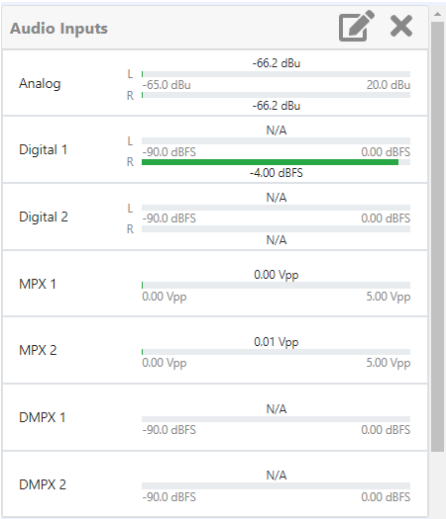 Audio Inputs
-66.2 dBu
Analog
L
R
-65.0 dBu
20.0 dBu
-66.2 dBu
N/A
Digital 1
L
R
-90.0 dBFS
0.00 dBFS
-4.00 dBFS
N/A
Digital 2
L
R
-90.0 dBFS
0.00 dBFS
N/A
MPX 1
0.00 Vpp
0.00 Vpp
5.00 Vpp
MPX 2
0.01 Vpp
0.00 Vpp
5.00 Vpp
DMPX 1
N/A
-90.0 dBFS
0.00 dBFS
DMPX 2
N/A
-90.0 dBFS
0.00 dBFS